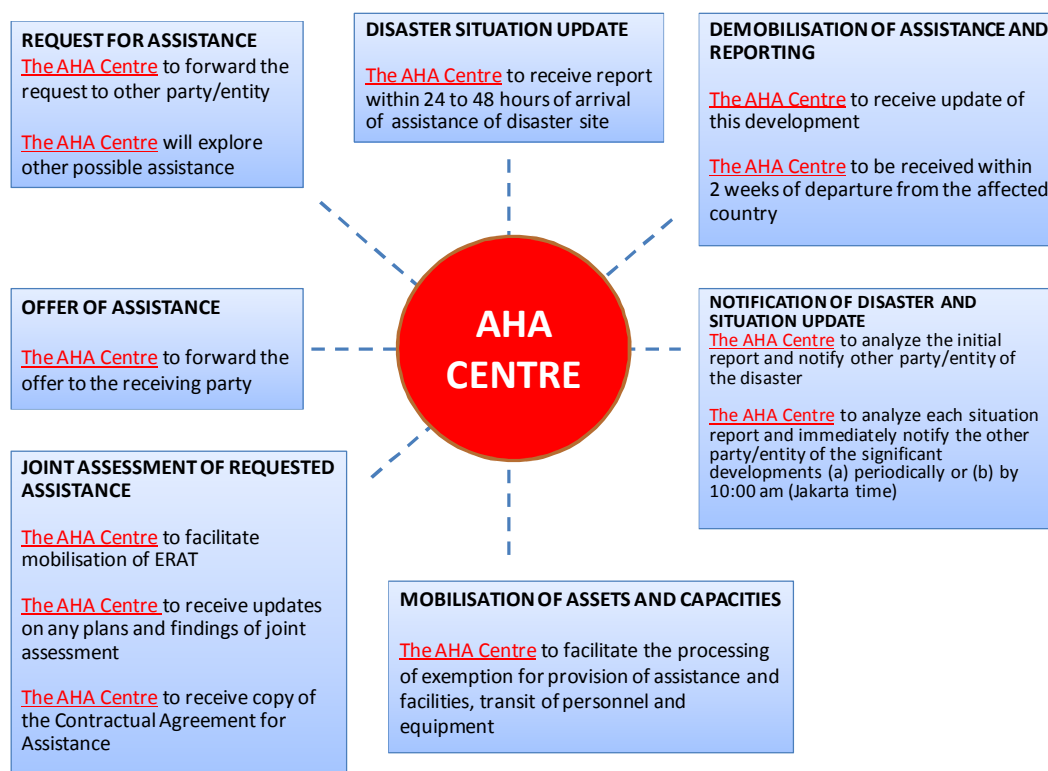 REQUEST FOR ASSISTANCE
The AHA Centre to forward the
request to other party/entity
The AHA Centre will explore
other possible assistance
DISASTER SITUATION UPDATE
The AHA Centre to receive report
within 24 to 48 hours of arrival
of assistance of disaster site
DEMOBILISATION OF ASSISTANCE AND
REPORTING
The AHA Centre to receive update of
this development
The AHA Centre to be received within
2 weeks of departure from the affected
country
OFFER OF ASSISTANCE
The AHA Centre to forward the
offer to the receiving party
AHA
CENTRE
NOTIFICATION OF DISASTER AND
SITUATION UPDATE
The AHA Centre to analyze the initial
report and notify other party/entity of
the disaster
The AHA Centre to analyze each situation
report and immediately notify the other
party/entity of the significant
developments (a) periodically or (b) by
10:00 am (Jakarta time)
JOINT ASSESSMENT OF REQUESTED
ASSISTANCE
The AHA Centre to facilitate
mobilisation of ERAT
The AHA Centre to receive updates
on any plans and findings of joint
assessment
The AHA Centre to receive copy of
the Contractual Agreement for
Assistance
MOBILISATION OF ASSETS AND CAPACITIES
The AHA Centre to facilitate the processing
of exemption for provision of assistance and
facilities, transit of personnel and
equipment